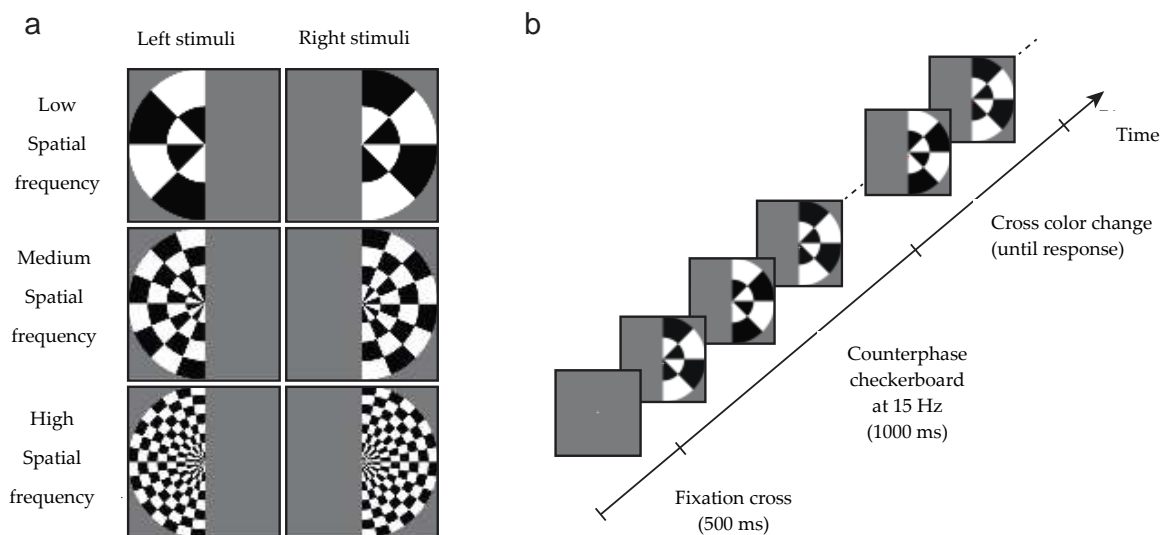 a
Left stimuli
Right stimuli
Low
Spatial
frequency
Medium
Spatial
frequency
High
Spatial
frequency
b
Time
Cross color change
(until response)
Counterphase
checkerboard
at 15 Hz
(1000 ms)
Fixation cross
(500 ms)